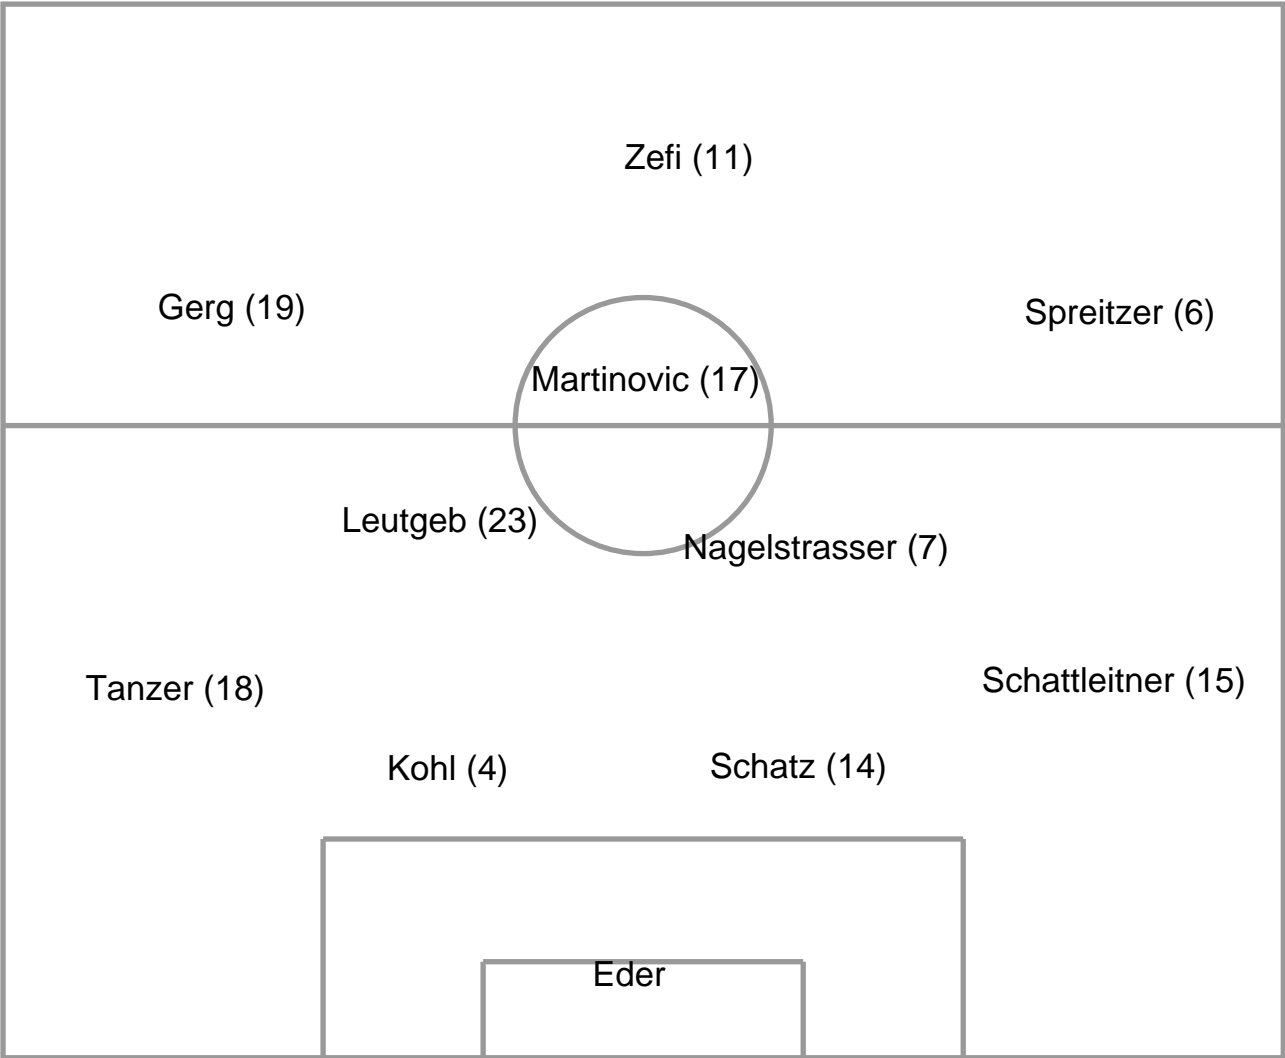 Zefi (11)
Gerg (19)
Spreitzer (6)
Martinovic (17)
Leutgeb (23)
Nagelstrasser (7)
Tanzer (18)
Schattleitner (15)
Kohl (4)
Schatz (14)
Eder